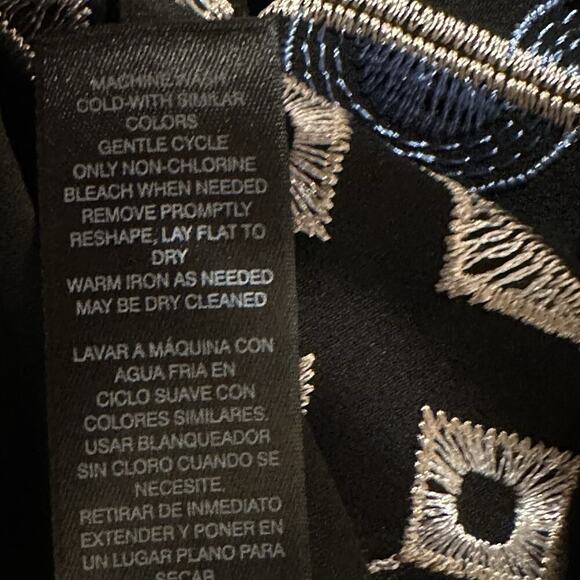 MACHINE WASH
COLD-WITH SIMILAR
COLORS
GENTLE CYCLE
ONLY NON-CHLORINE
BLEACH WHEN NEEDED
REMOVE PROMPTLY
RESHAPE, LAY FLAT TO
DRY
WARM IRON AS NEEDED
MAY BE DRY CLEANED
LAVAR A MÁQUINA CON
AGUA FRIA EN
CICLO SUAVE CON
COLORES SIMILARES.
USAR BLANQUEADOR
SIN CLORO CUANDO SE
NECESITE.
RETIRAR DE INMEDIATO
EXTENDER Y PONER EN
UN LUGAR PLANO PARA
SECAR